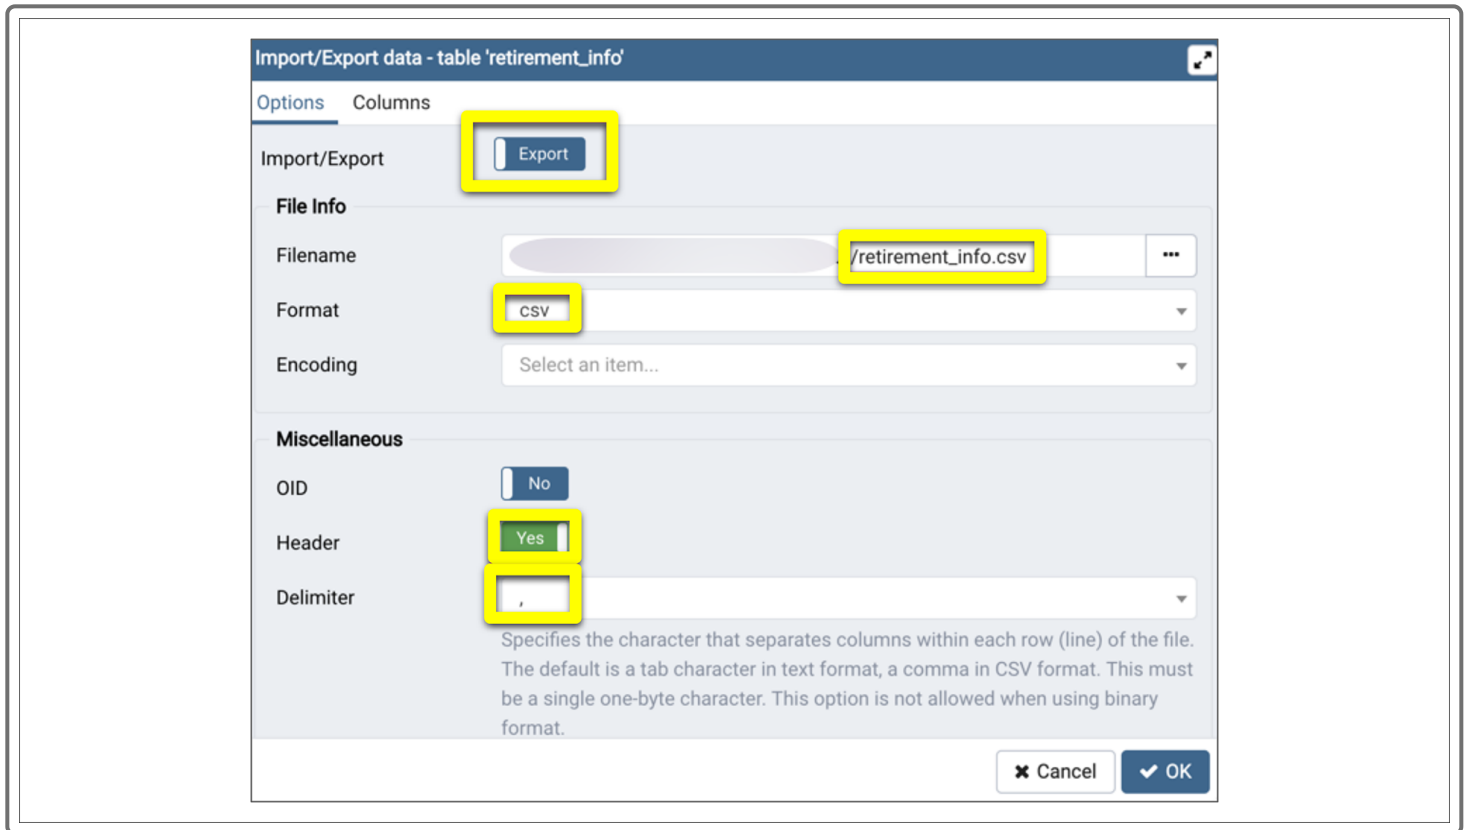 Import/Export data - table 'retirement_info'
Options Columns
Import/Export Export
File Info
Filename /retirement_info.csv •••
Format csv
Encoding Select an item...
Miscellaneous
OID No
Header Yes
Delimiter ,
Specifies the character that separates columns within each row (line) of the file.
The default is a tab character in text format, a comma in CSV format. This must
be a single one-byte character. This option is not allowed when using binary
format.
Cancel OK